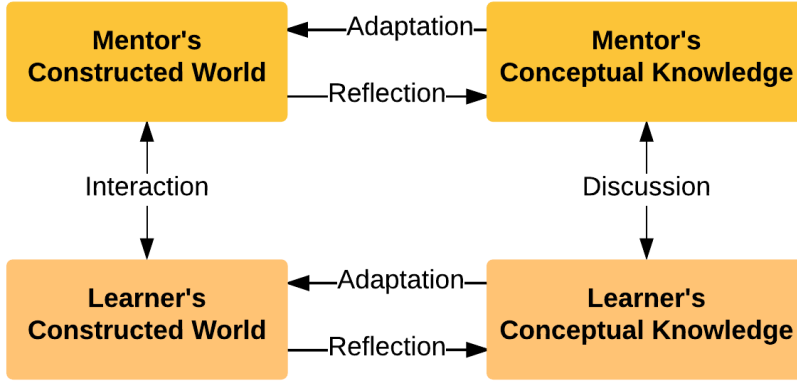 Mentor's
Constructed World
Adaptation
Reflection
Mentor's
Conceptual Knowledge
Interaction
Discussion
Learner's
Constructed World
Adaptation
Reflection
Learner's
Conceptual Knowledge